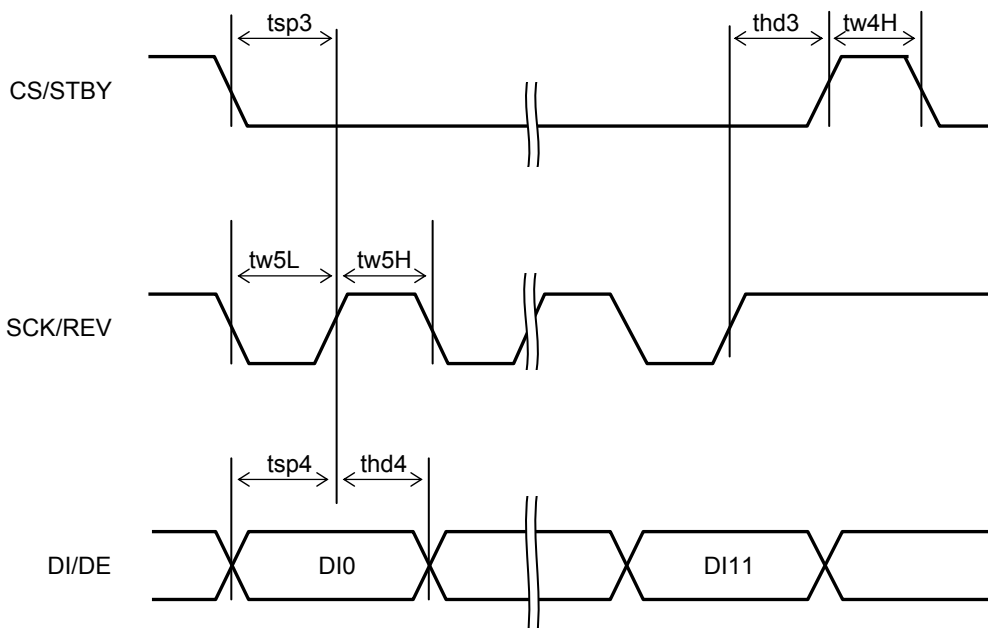 tsp3
thd3
tw4H
CS/STBY
tw5L
tw5H
SCK/REV
tsp4
thd4
DI/DE
DI0
DI11